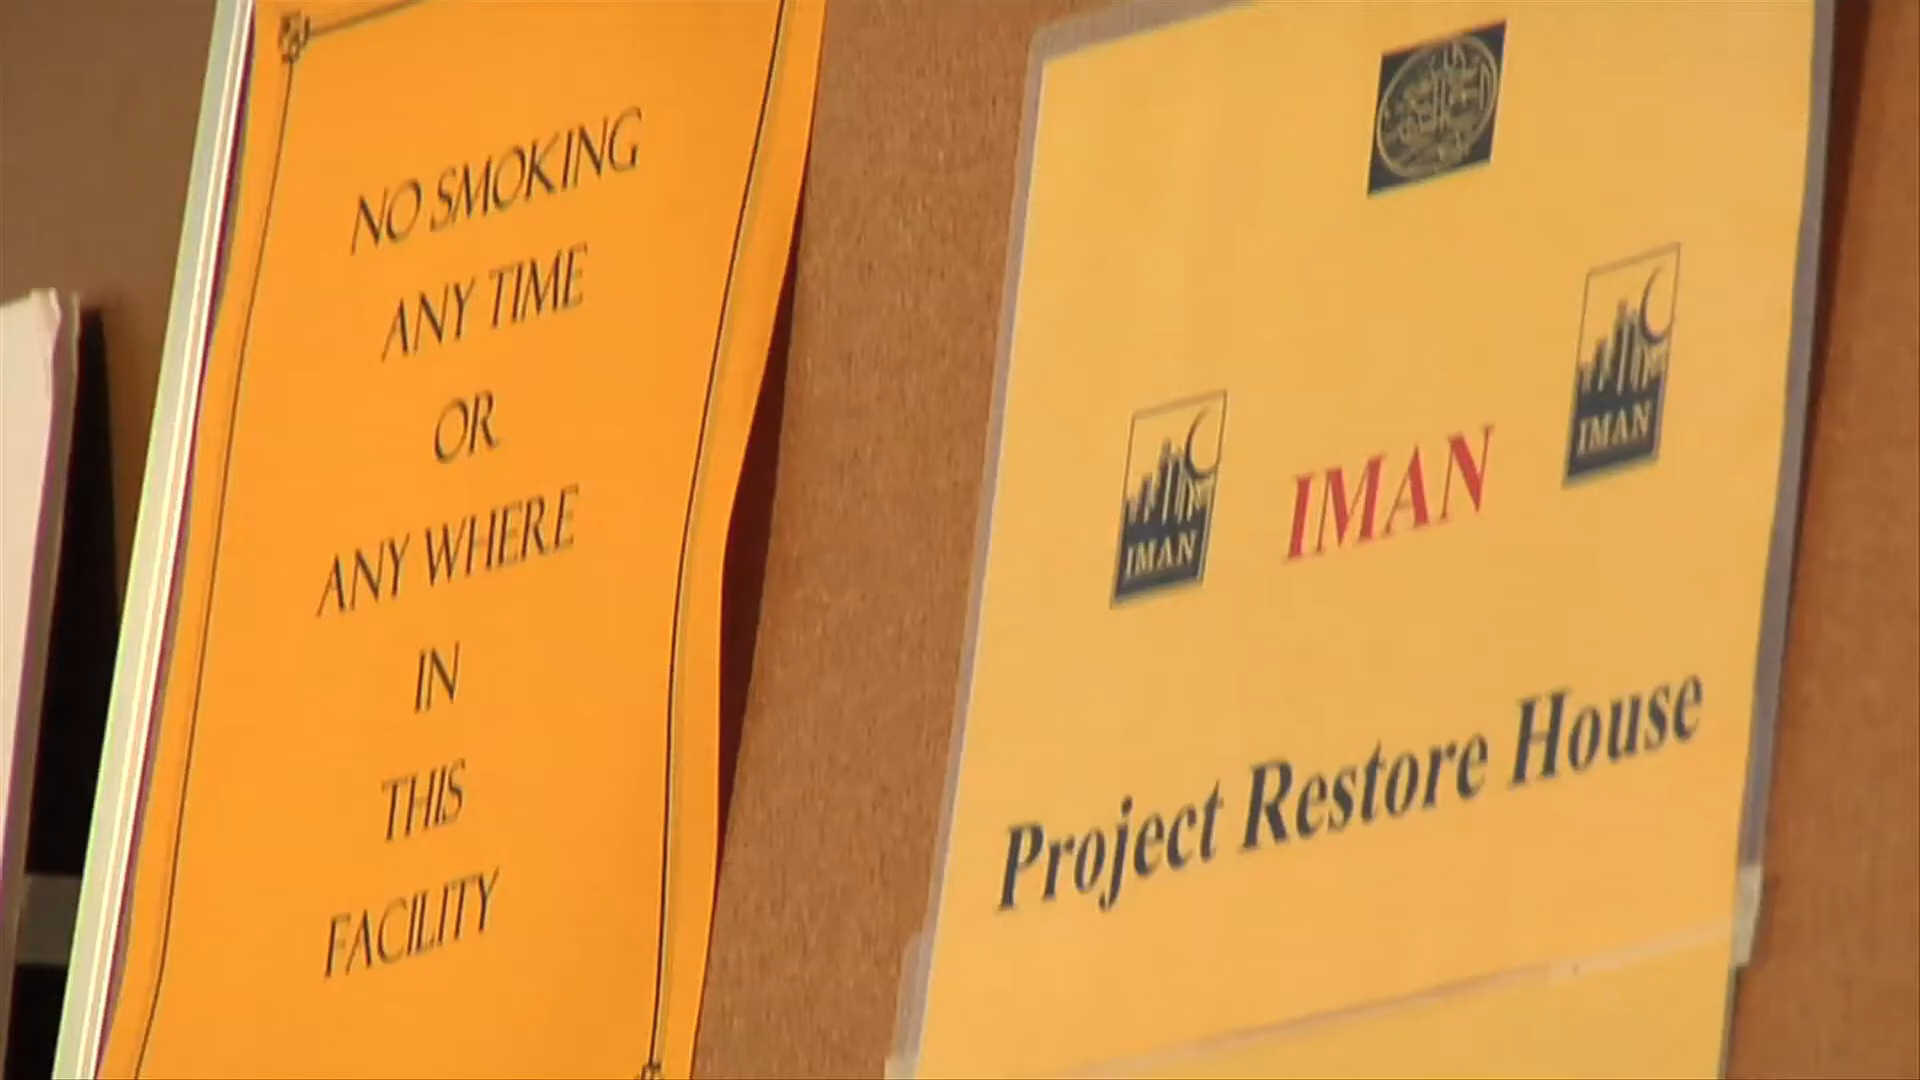 NO SMOKING
ANY TIME
OR
ANY WHERE
IN
THIS
FACILITY
IMAN
IMAN
IMAN
Project Restore House